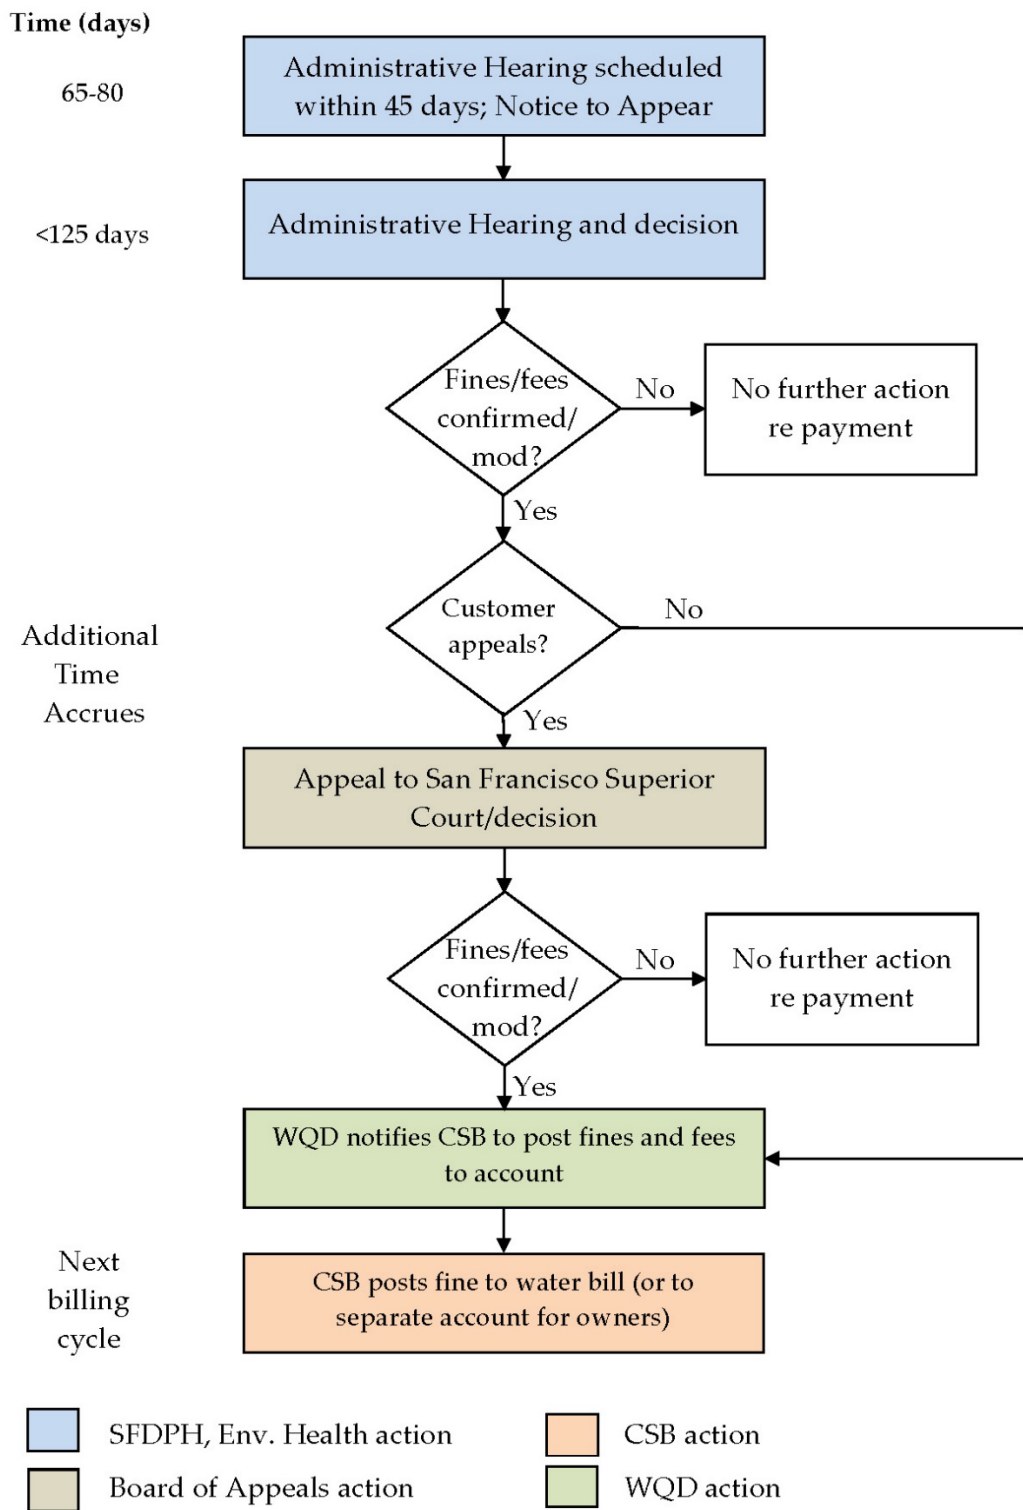 Time (days)
65-80
Administrative Hearing scheduled
within 45 days; Notice to Appear
<125 days
Administrative Hearing and decision
Fines/fees
confirmed/
mod?
No
No further action
re payment
Yes
Customer
appeals?
No
Additional
Time
Accrues
Yes
Appeal to San Francisco Superior
Court/decision
Fines/fees
confirmed/
mod?
No
No further action
re payment
Yes
WQD notifies CSB to post fines and fees
to account
Next
billing
cycle
CSB posts fine to water bill (or to
separate account for owners)
SFDPH, Env. Health action
CSB action
Board of Appeals action
WQD action